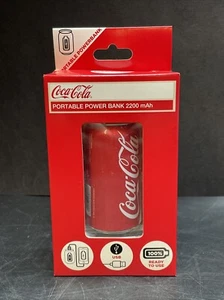 PORTABLE POWERBANK
Coca-Cola
PORTABLE POWER BANK 2200 mAh
Coca-Cola
USB
100%
READY
TO USE